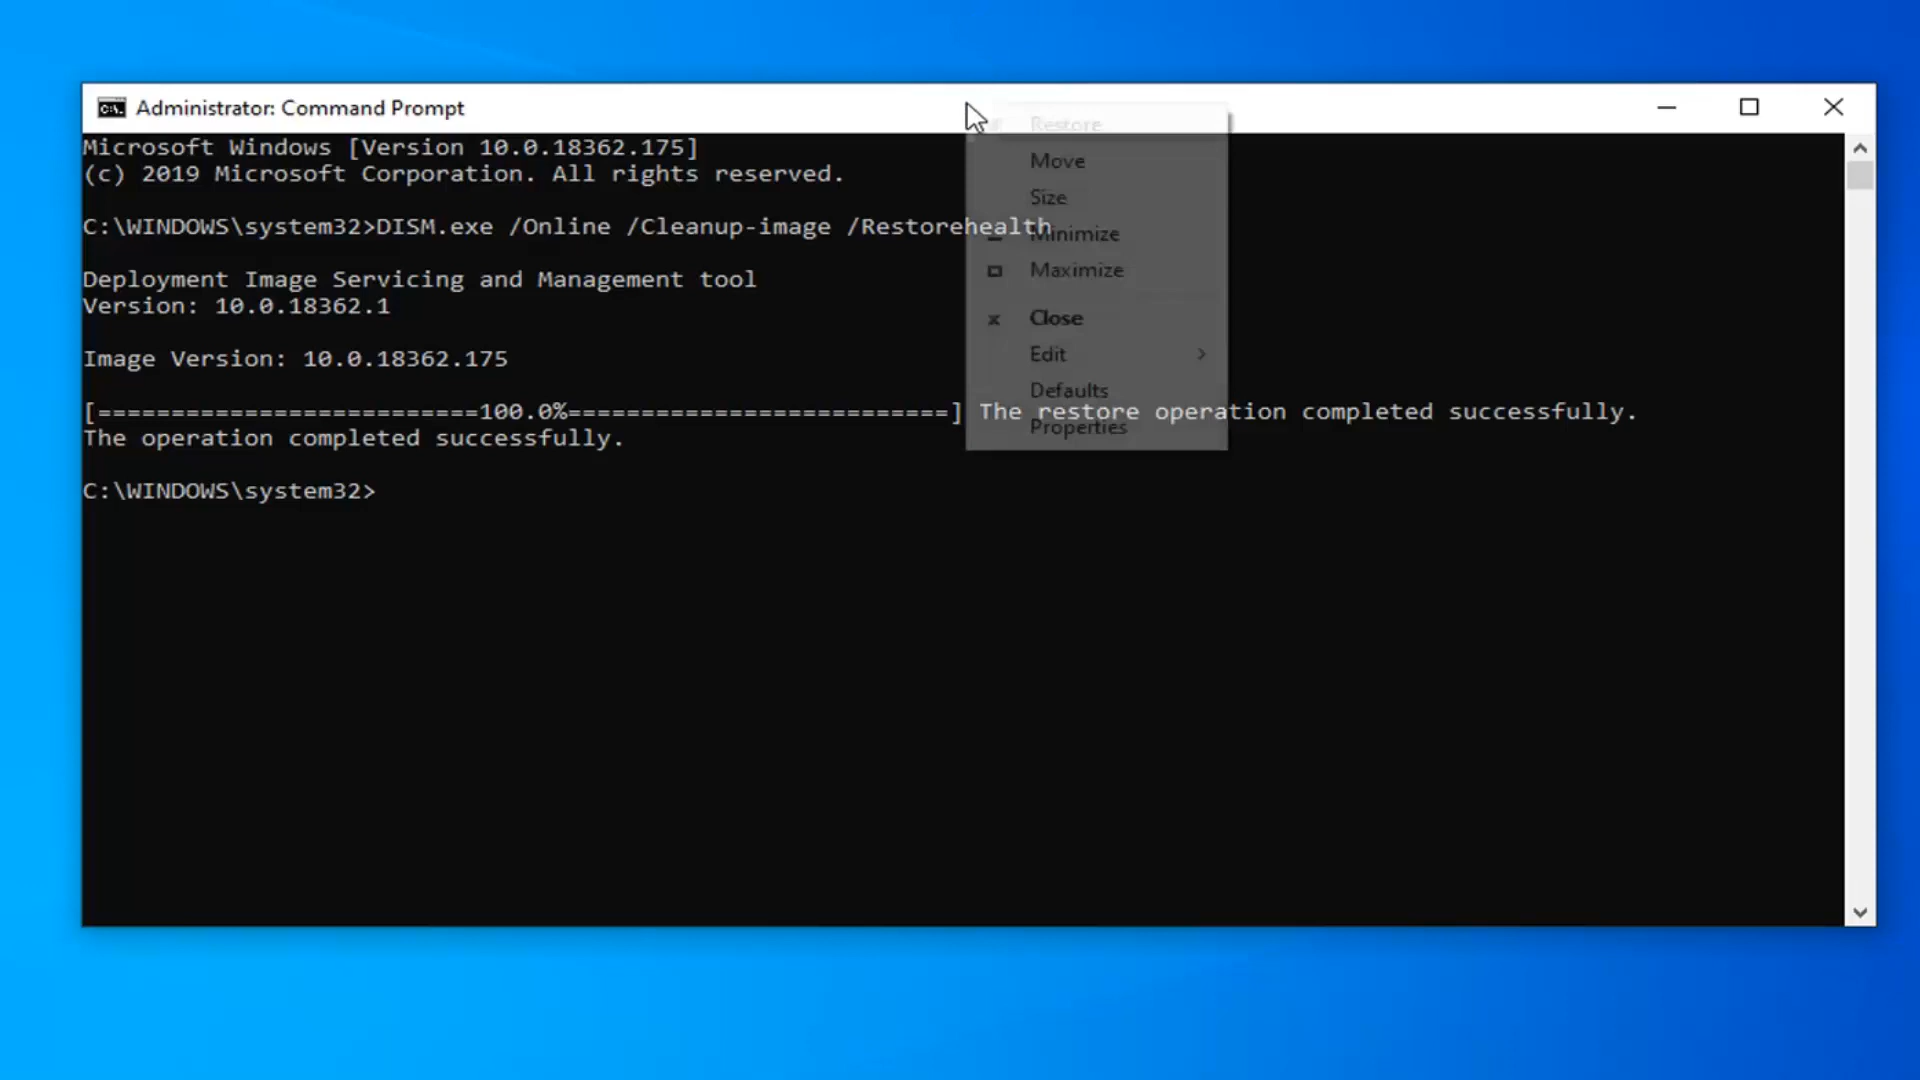 Administrator: Command Prompt
Microsoft Windows [Version 10.0.18362.175]
(c) 2019 Microsoft Corporation. All rights reserved.
C:\WINDOWS\system32>DISM.exe /Online /Cleanup-image /Restorehealth
Deployment Image Servicing and Management tool
Version: 10.0.18362.1
Image Version: 10.0.18362.175
[==========================100.0%==========================] The restore operation completed successfully.
The operation completed successfully.
C:\WINDOWS\system32>
Restore
Move
Size
Minimize
Maximize
Close
Edit
Defaults
Properties